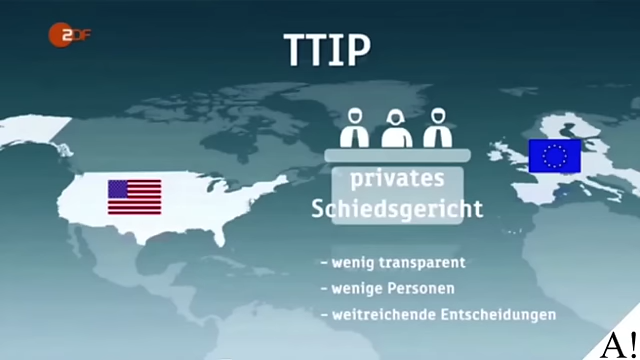 2DF
TTIP
privates
Schiedsgericht
- wenig transparent
- wenige Personen
- weitreichende Entscheidungen
A!